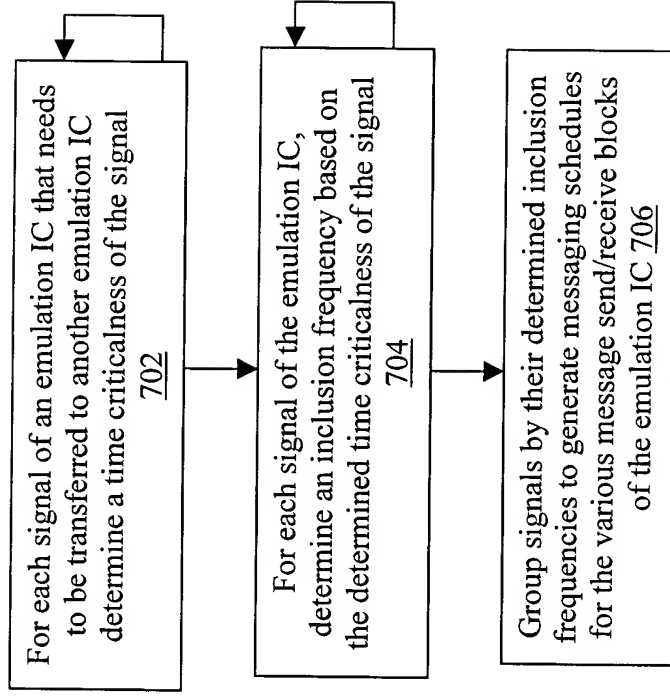 For each signal of an emulation IC that needs
to be transferred to another emulation IC
determine a time criticalness of the signal
702
For each signal of the emulation IC,
determine an inclusion frequency based on
the determined time criticalness of the signal
704
Group signals by their determined inclusion
frequencies to generate messaging schedules
for the various message send/receive blocks
of the emulation IC 706